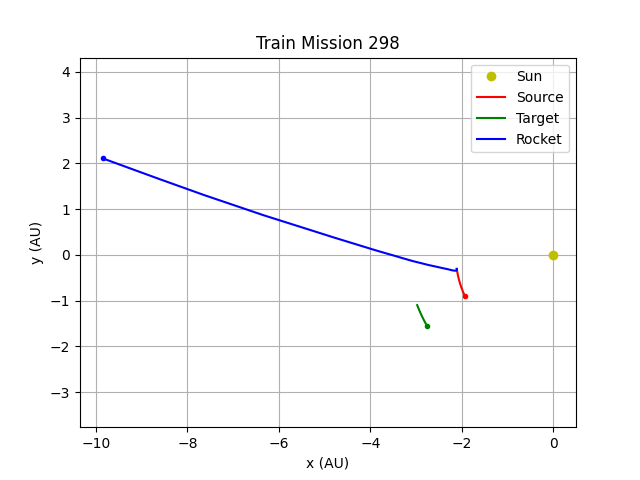 Train Mission 298
Sun
Source
Target
Rocket
y (AU)
4
3
2
1
0
−1
−2
−3
−10
−8
−6
−4
−2
0
x (AU)